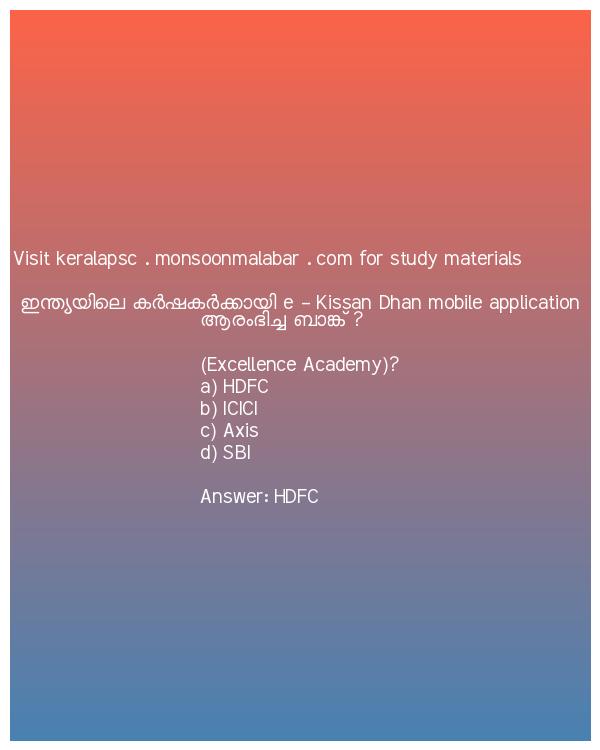 Visit keralapsc . monsoonmalabar . com for study materials
ഇന്ത്യയിലെ കർഷകർക്കായി e - Kissan Dhan mobile application
ആരംഭിച്ച ബാങ്ക് ?
(Excellence Academy)?
a) HDFC
b) ICICI
c) Axis
d) SBI
Answer: HDFC